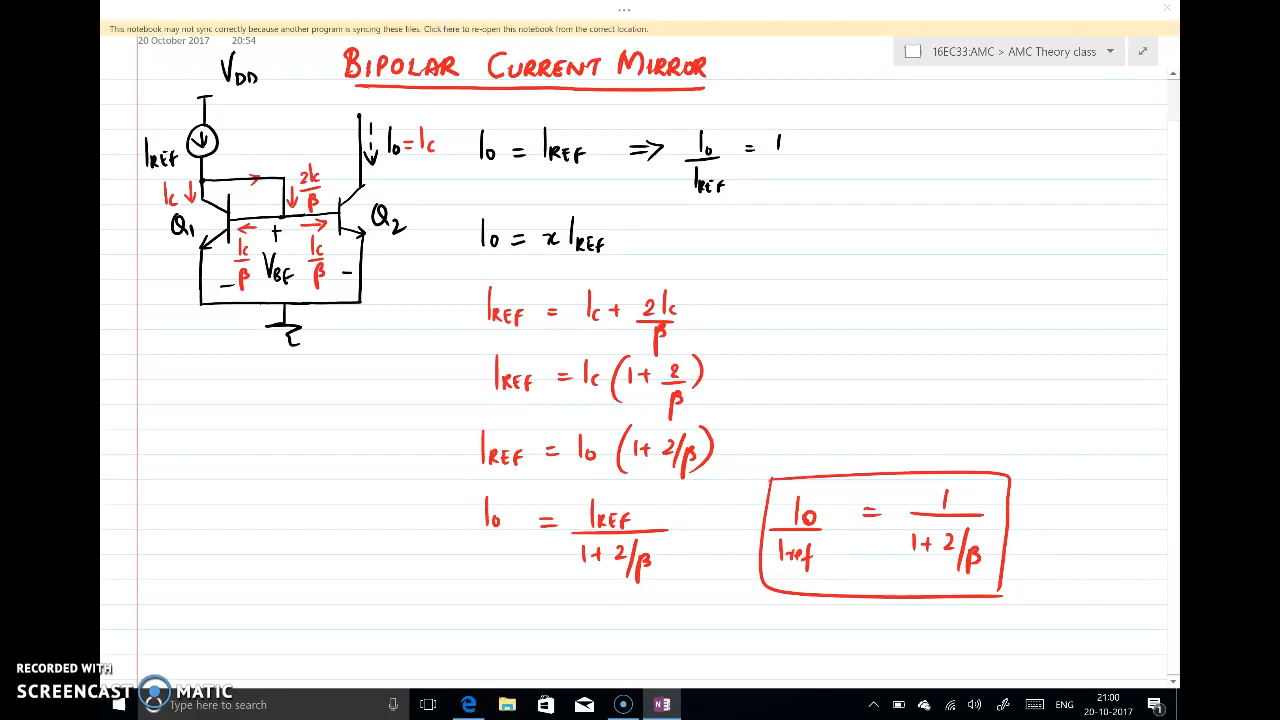 ...
This notebook may not sync correctly because another program is syncing these files. Click here to re-open this notebook from the correct location.
20 October 2017 20:54
16EC33:AMC > AMC Theory class
BIPOLAR CURRENT MIRROR
VDD
IREF
IO = IC
IC
2IC/β
Q1
Q2
IC/β
IC/β
+
VBE
-
-
IO = IREF => IO/IREF = 1
IO = x IREF
IREF = IC + 2IC/β
IREF = IC (1 + 2/β)
IREF = IO (1 + 2/β)
IO = IREF/(1 + 2/β)
IO/Iref = 1/(1 + 2/β)
RECORDED WITH
SCREENCAST MATIC
Type here to search
ENG
21:00
20-10-2017
1